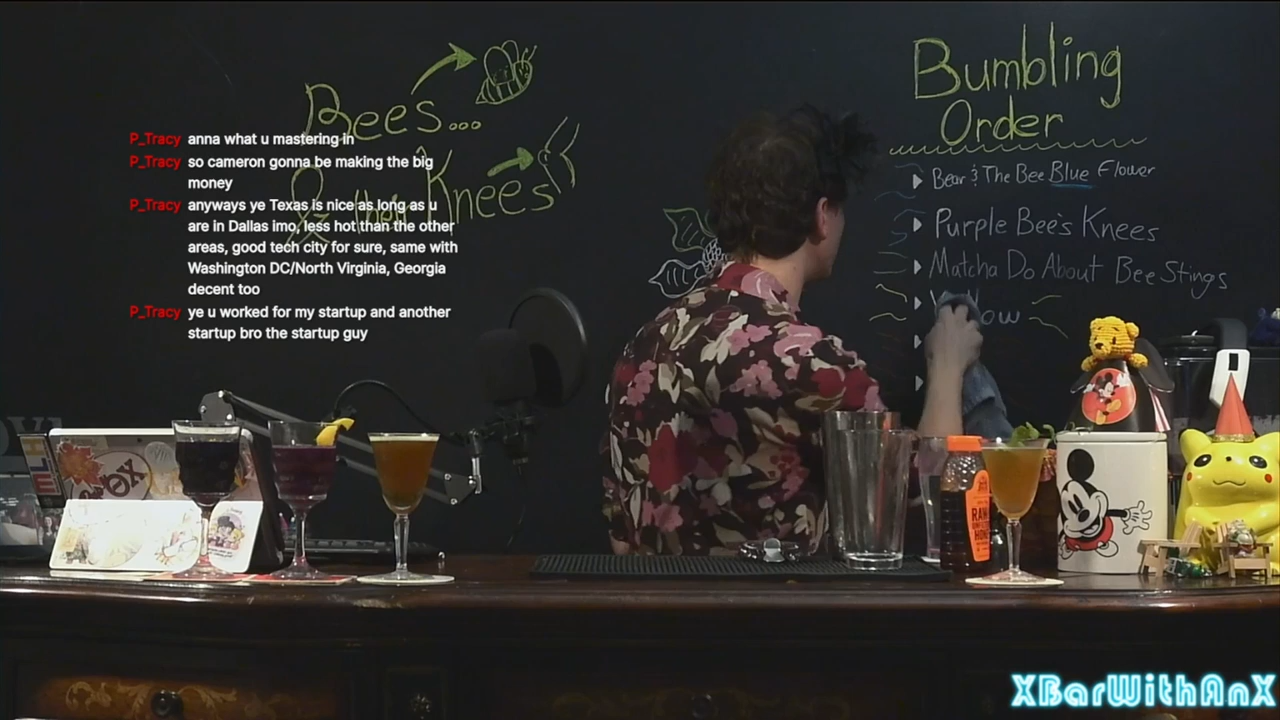 Bees...
& their Knees
Bumbling
Order
Bear & The Bee Blue Flower
Purple Bee's Knees
Matcha Do About Bee Stings
ow
P_Tracy anna what u mastering in
P_Tracy so cameron gonna be making the big
money
P_Tracy anyways ye Texas is nice as long as u
are in Dallas imo, less hot than the other
areas, good tech city for sure, same with
Washington DC/North Virginia, Georgia
decent too
P_Tracy ye u worked for my startup and another
startup bro the startup guy
RAW
XBarWithAnX